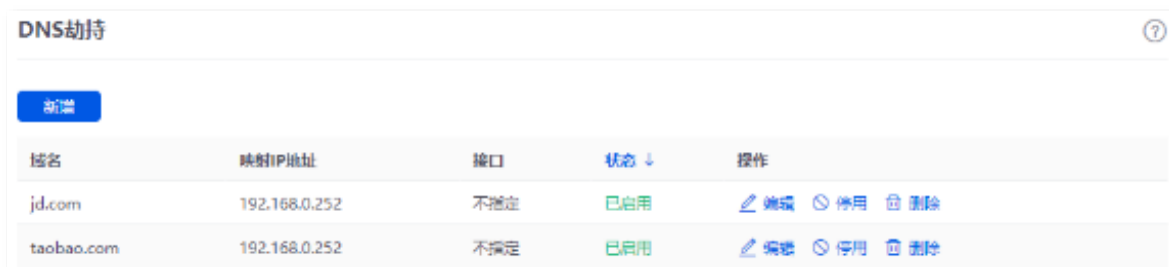 DNS劫持
新增
域名 映射IP地址 接口 状态 ↓ 操作
jd.com 192.168.0.252 不指定 已启用 编辑 停用 删除
taobao.com 192.168.0.252 不指定 已启用 编辑 停用 删除